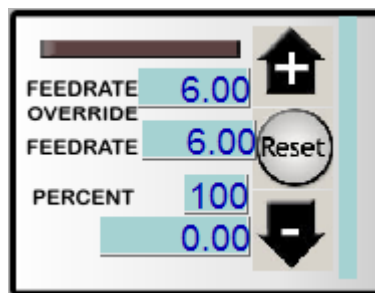 +
FEEDRATE 6.00
OVERRIDE
FEEDRATE 6.00 Reset
PERCENT 100
0.00 -